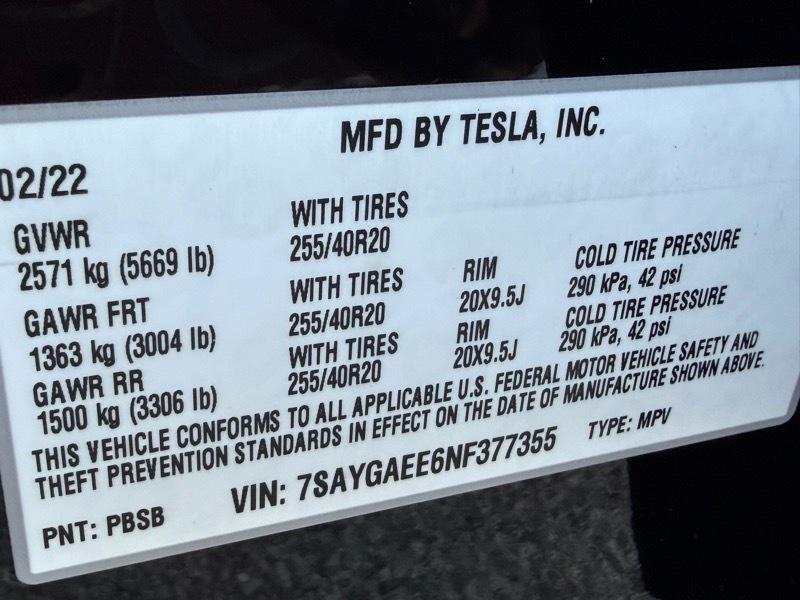 MFD BY TESLA, INC.
02/22
GVWR WITH TIRES
2571 kg (5669 lb) 255/40R20
GAWR FRT WITH TIRES RIM COLD TIRE PRESSURE
1363 kg (3004 lb) 255/40R20 20X9.5J 290 kPa, 42 psi
GAWR RR WITH TIRES RIM COLD TIRE PRESSURE
1500 kg (3306 lb) 255/40R20 20X9.5J 290 kPa, 42 psi
THIS VEHICLE CONFORMS TO ALL APPLICABLE U.S. FEDERAL MOTOR VEHICLE SAFETY AND
THEFT PREVENTION STANDARDS IN EFFECT ON THE DATE OF MANUFACTURE SHOWN ABOVE.
PNT: PBSB VIN: 7SAYGAEE6NF377355 TYPE: MPV